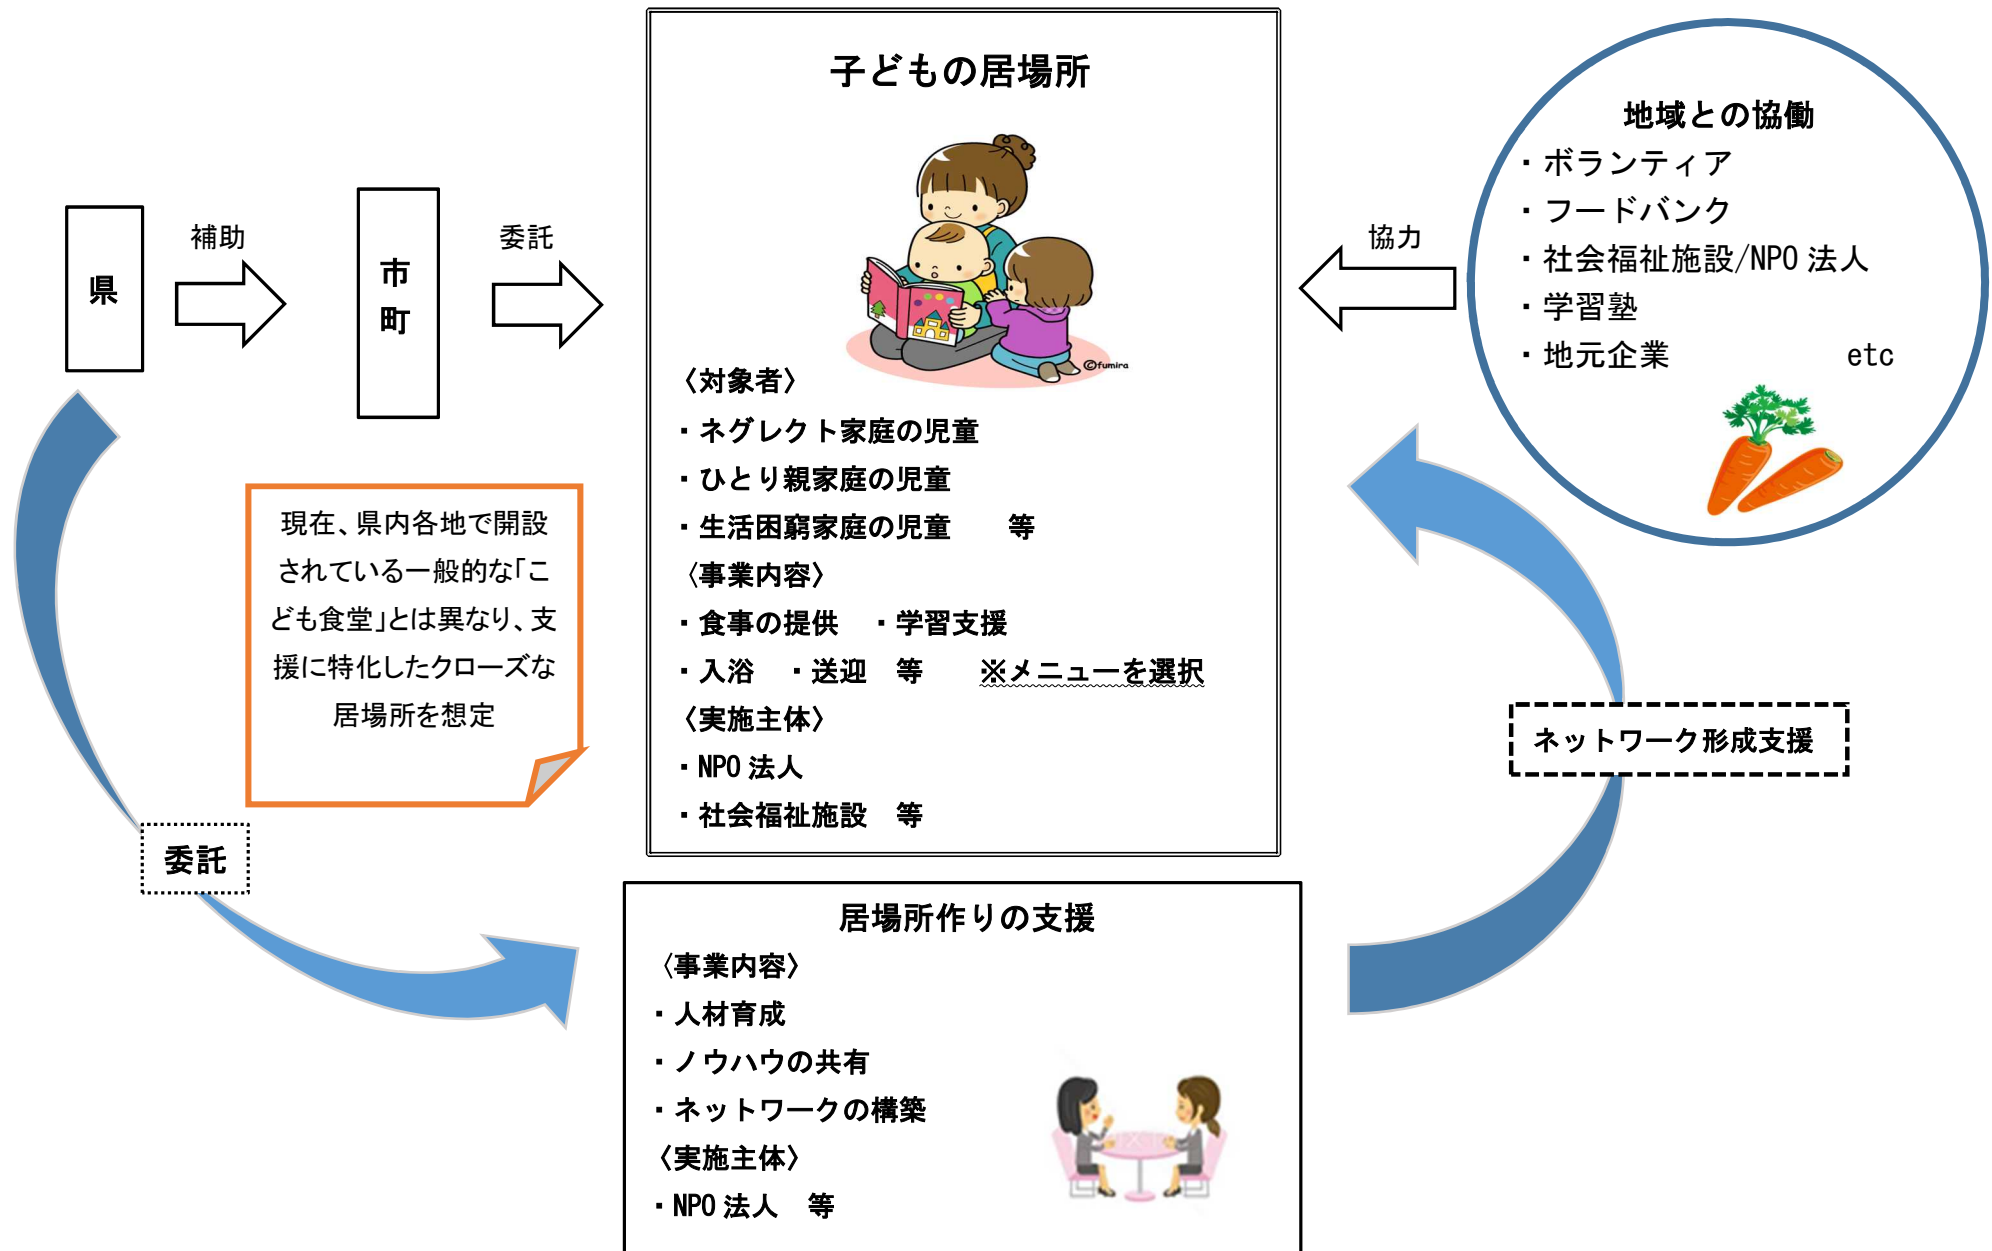 子どもの居場所
©fumira
〈対象者〉
・ネグレクト家庭の児童
・ひとり親家庭の児童
・生活困窮家庭の児童　　等
〈事業内容〉
・食事の提供　・学習支援
・入浴　・送迎　等　　※メニューを選択
〈実施主体〉
・NPO 法人
・社会福祉施設　等
県
補助
市
町
委託
現在、県内各地で開設
されている一般的な「こ
ども食堂」とは異なり、支
援に特化したクローズな
居場所を想定
委託
協力
地域との協働
・ボランティア
・フードバンク
・社会福祉施設/NPO 法人
・学習塾
・地元企業　　　　　　etc
ネットワーク形成支援
居場所作りの支援
〈事業内容〉
・人材育成
・ノウハウの共有
・ネットワークの構築
〈実施主体〉
・NPO 法人　等